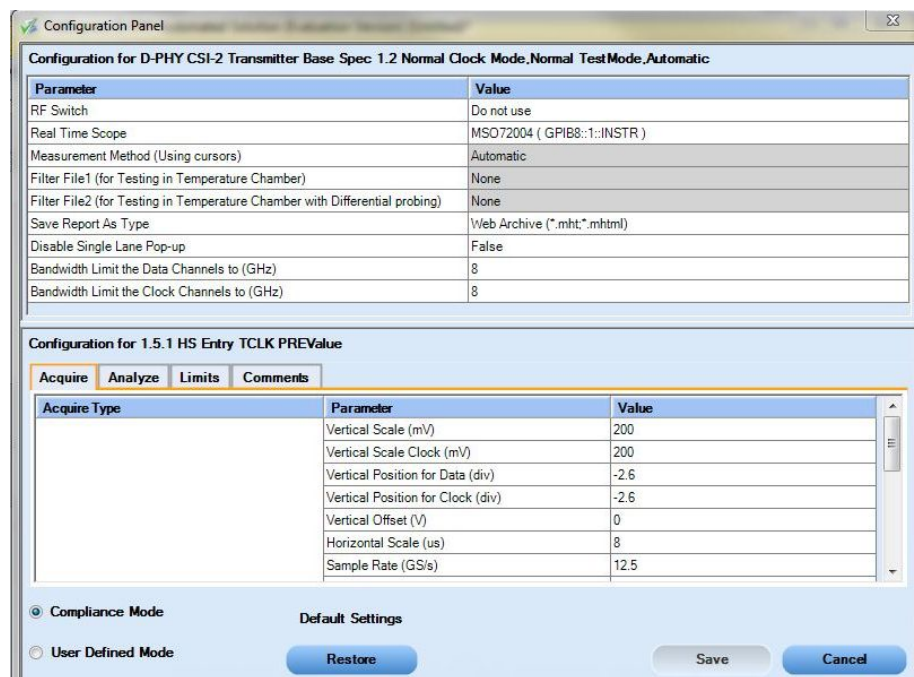 Configuration Panel
Configuration for D-PHY CSI-2 Transmitter Base Spec 1.2 Normal Clock Mode,Normal TestMode,Automatic
Parameter Value
RF Switch Do not use
Real Time Scope MSO72004 ( GPIB8::1::INSTR )
Measurement Method (Using cursors) Automatic
Filter File1 (for Testing in Temperature Chamber) None
Filter File2 (for Testing in Temperature Chamber with Differential probing) None
Save Report As Type Web Archive (*.mht;*.mhtml)
Disable Single Lane Pop-up False
Bandwidth Limit the Data Channels to (GHz) 8
Bandwidth Limit the Clock Channels to (GHz) 8
Configuration for 1.5.1 HS Entry TCLK PREValue
Acquire Analyze Limits Comments
Acquire Type Parameter Value
Vertical Scale (mV) 200
Vertical Scale Clock (mV) 200
Vertical Position for Data (div) -2.6
Vertical Position for Clock (div) -2.6
Vertical Offset (V) 0
Horizontal Scale (us) 8
Sample Rate (GS/s) 12.5
Compliance Mode Default Settings
User Defined Mode Restore Save Cancel